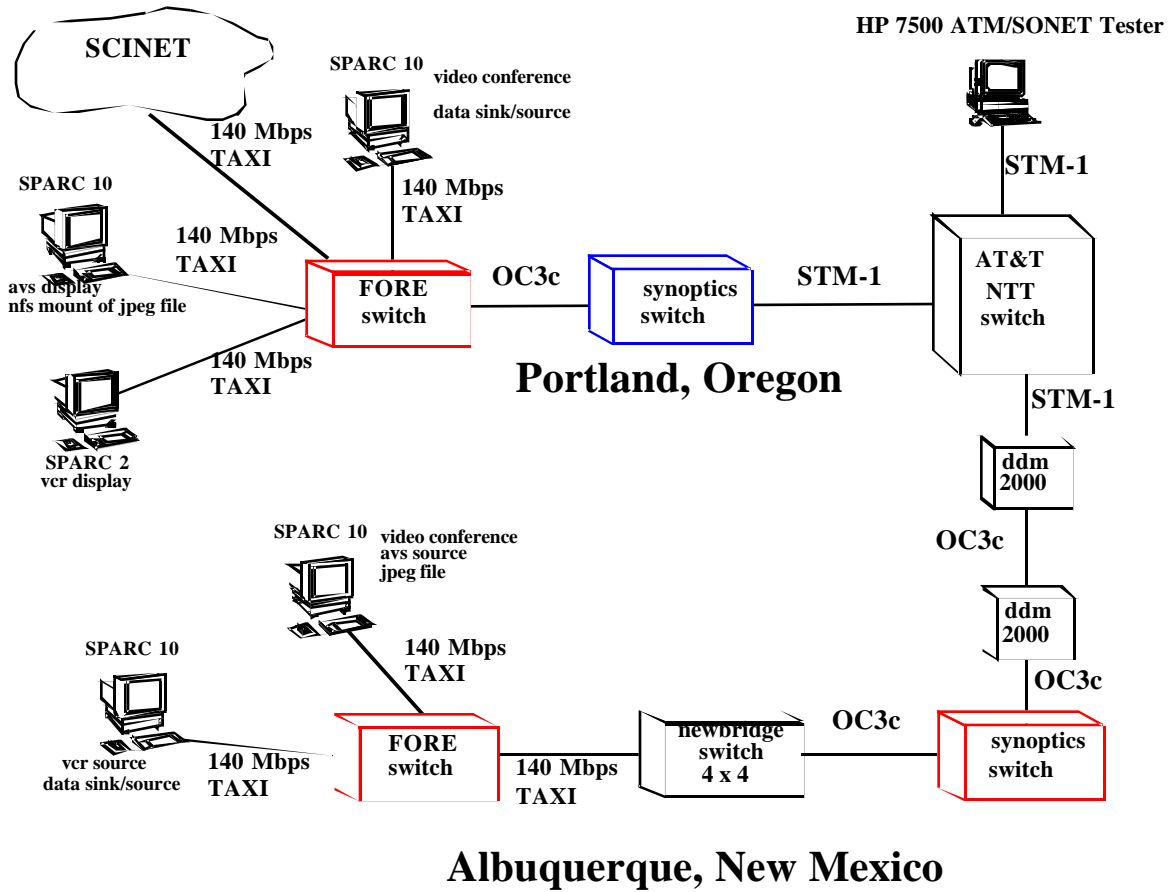 HP 7500 ATM/SONET Tester
SCINET
SPARC 10
video conference
data sink/source
140 Mbps
TAXI
STM-1
SPARC 10
140 Mbps
TAXI
140 Mbps
TAXI
avs display
nfs mount of jpeg file
FORE
switch
OC3c
synoptics
switch
STM-1
AT&T
NTT
switch
140 Mbps
TAXI
Portland, Oregon
STM-1
SPARC 2
vcr display
ddm
2000
OC3c
SPARC 10
video conference
avs source
jpeg file
ddm
2000
OC3c
SPARC 10
140 Mbps
TAXI
vcr source
data sink/source
140 Mbps
TAXI
FORE
switch
140 Mbps
TAXI
newbridge
switch
4 x 4
OC3c
synoptics
switch
Albuquerque, New Mexico